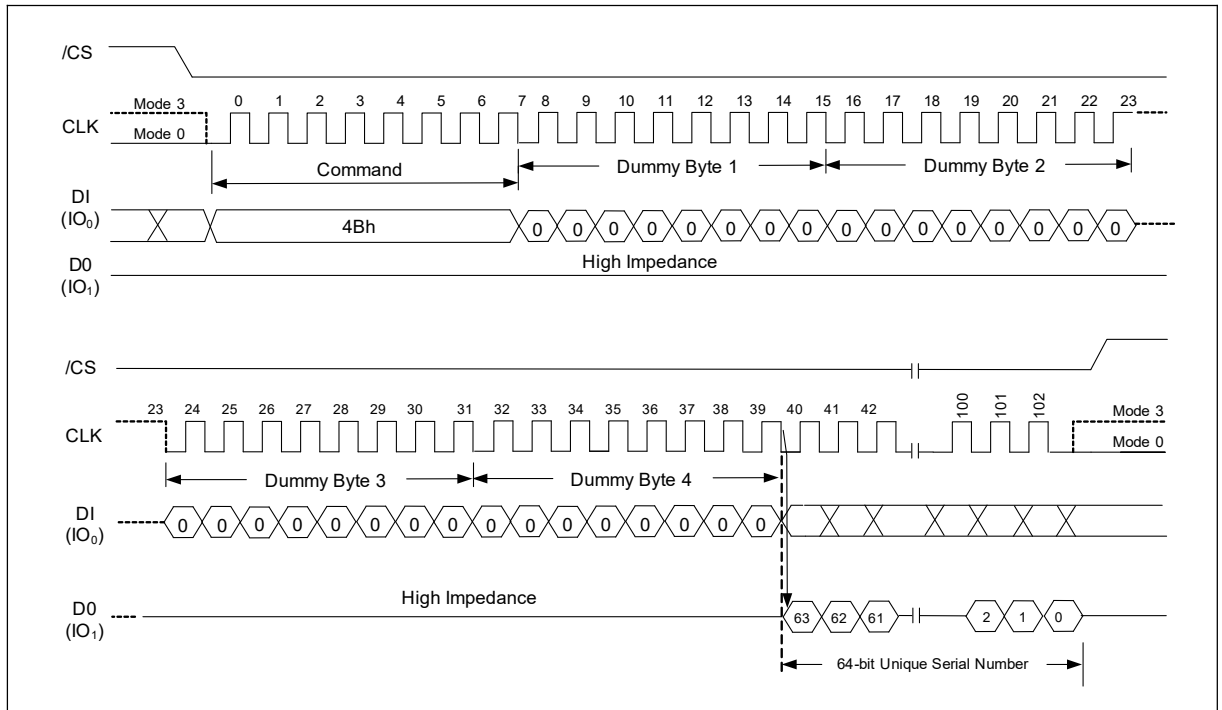 /CS
Mode 3 0 1 2 3 4 5 6 7 8 9 10 11 12 13 14 15 16 17 18 19 20 21 22 23
CLK
Mode 0
Command Dummy Byte 1 Dummy Byte 2
DI
(IO₀)
4Bh 0 0 0 0 0 0 0 0 0 0 0 0 0 0 0 0
D0
(IO₁)
High Impedance
/CS
23 24 25 26 27 28 29 30 31 32 33 34 35 36 37 38 39 40 41 42 100 101 102 Mode 3
CLK
Mode 0
Dummy Byte 3 Dummy Byte 4
DI
(IO₀)
0 0 0 0 0 0 0 0 0 0 0 0 0 0 0 0
D0
(IO₁)
High Impedance
63 62 61 2 1 0
64-bit Unique Serial Number